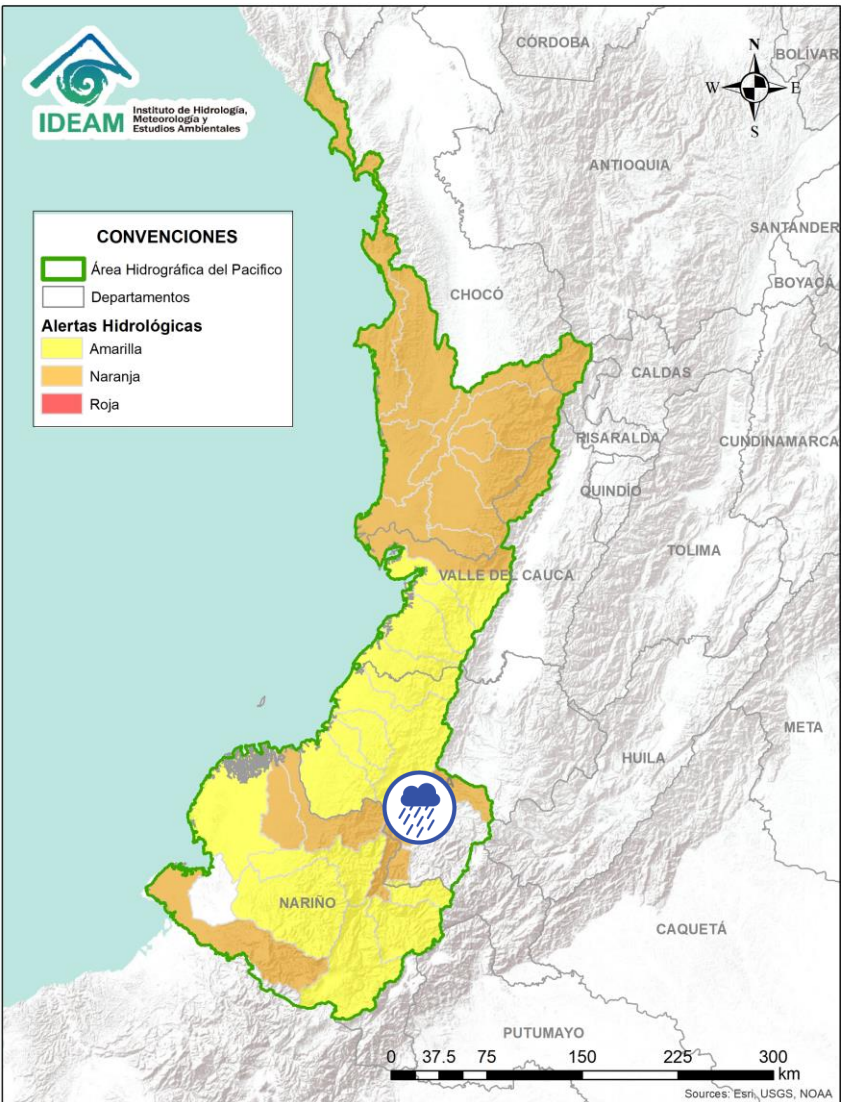 IDEAM
Instituto de Hidrología,
Meteorología y
Estudios Ambientales
CÓRDOBA
BOLÍVAR
N
W
E
S
ANTIOQUIA
SANTANDER
BOYACÁ
CONVENCIONES
Área Hidrográfica del Pacifico
Departamentos
Alertas Hidrológicas
Amarilla
Naranja
Roja
CHOCÓ
CALDAS
RISARALDA
CUNDINAMARCA
QUINDÍO
TOLIMA
VALLE DEL CAUCA
META
HUILA
NARIÑO
CAQUETÁ
PUTUMAYO
0 37.5 75 150 225 300
km
Sources: Esri, USGS, NOAA